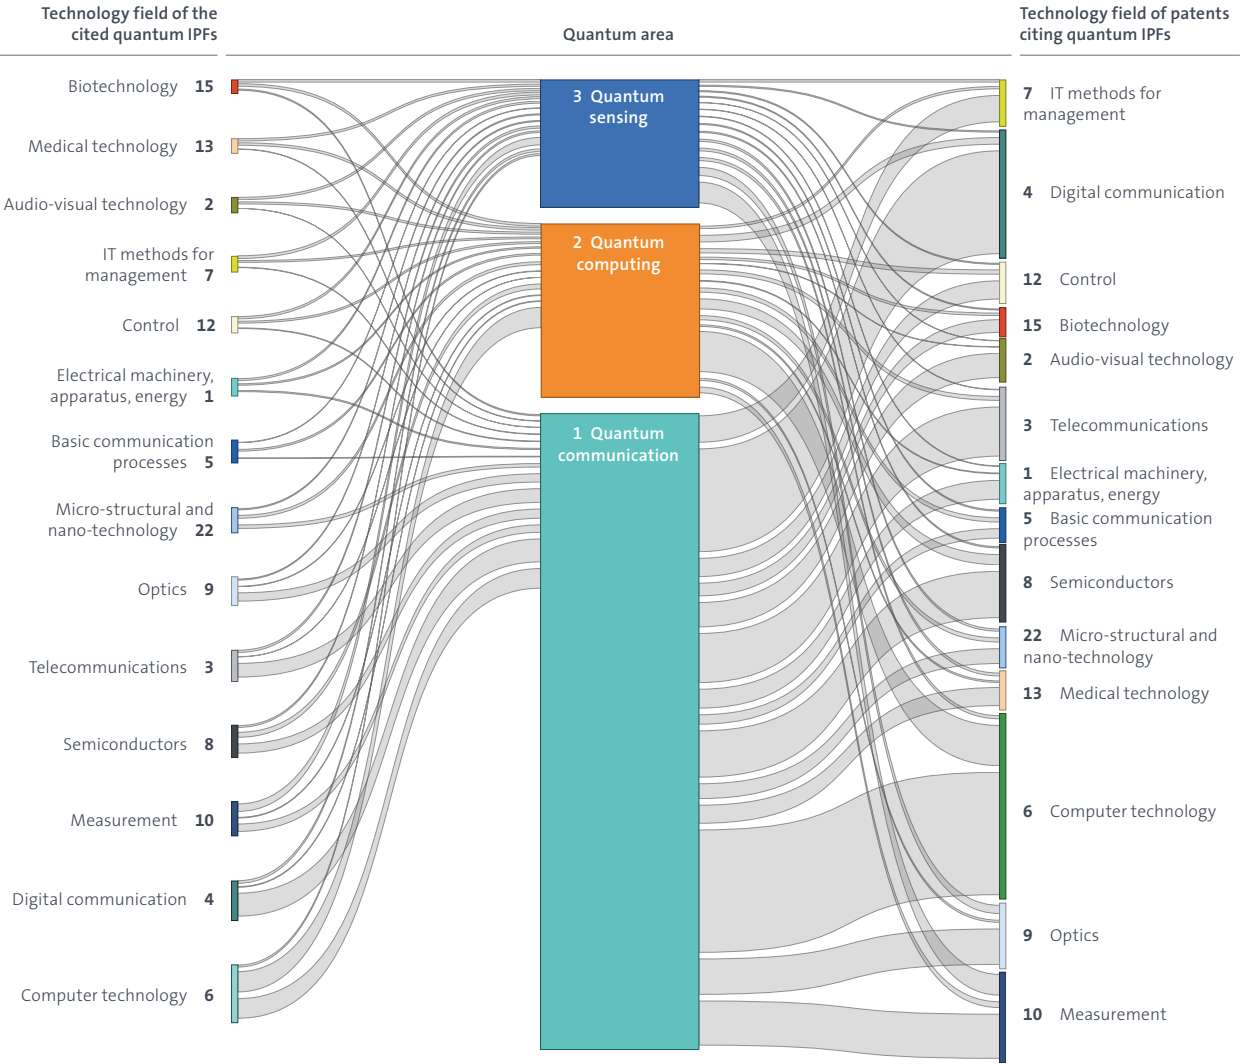 Technology field of the
cited quantum IPFs
Quantum area
Technology field of patents
citing quantum IPFs
Biotechnology 15
Medical technology 13
Audio-visual technology 2
IT methods for
management 7
Control 12
Electrical machinery,
apparatus, energy 1
Basic communication
processes 5
Micro-structural and
nano-technology 22
Optics 9
Telecommunications 3
Semiconductors 8
Measurement 10
Digital communication 4
Computer technology 6
3 Quantum
sensing
2 Quantum
computing
1 Quantum
communication
7 IT methods for
management
4 Digital communication
12 Control
15 Biotechnology
2 Audio-visual technology
3 Telecommunications
1 Electrical machinery,
apparatus, energy
5 Basic communication
processes
8 Semiconductors
22 Micro-structural and
nano-technology
13 Medical technology
6 Computer technology
9 Optics
10 Measurement